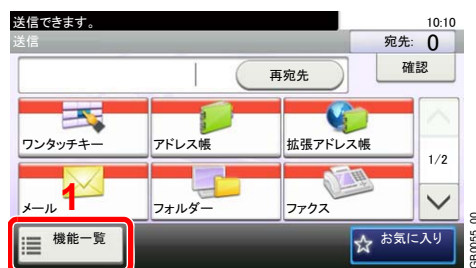 送信できます。 10:10
送信 宛先: 0
再宛先 確認
ワンタッチキー アドレス帳 拡張アドレス帳
1/2
メール フォルダー ファクス
1
機能一覧 お気に入り
GB0055_00